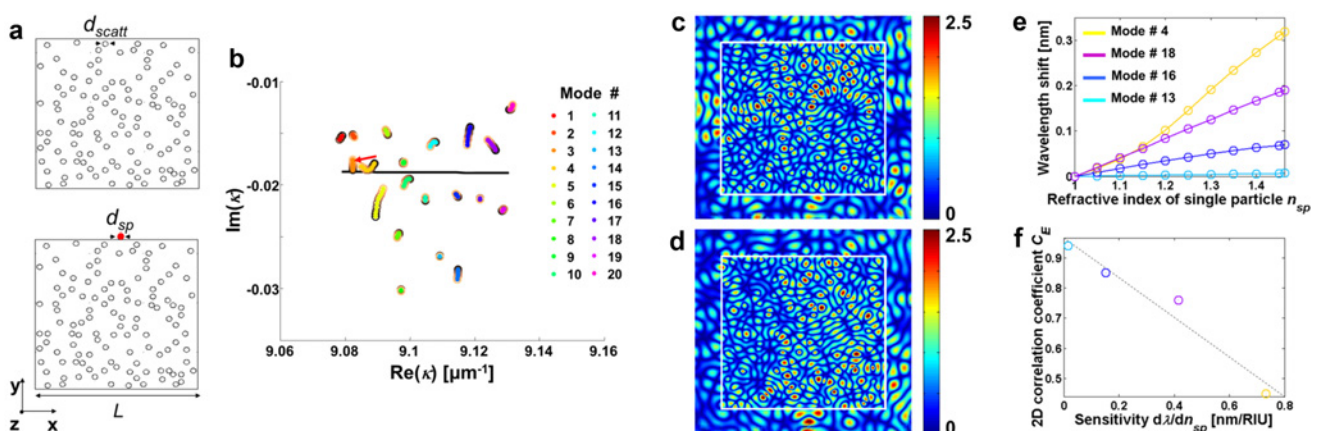 a
d_scatt
d_sp
y
z
x
L
b
Im(κ)
-0.01
-0.02
-0.03
9.06
9.08
9.1
9.12
9.14
9.16
Re(κ) [μm⁻¹]
Mode #
1 11
2 12
3 13
4 14
5 15
6 16
7 17
8 18
9 19
10 20
c
2.5
0
d
2.5
0
e
Wavelength shift [nm]
0.3
0.2
0.1
0
Mode # 4
Mode # 18
Mode # 16
Mode # 13
1
1.1
1.2
1.3
1.4
Refractive index of single particle n_sp
f
2D correlation coefficient C_E
0.9
0.8
0.7
0.6
0.5
0
0.2
0.4
0.6
0.8
Sensitivity dλ/dn_sp [nm/RIU]